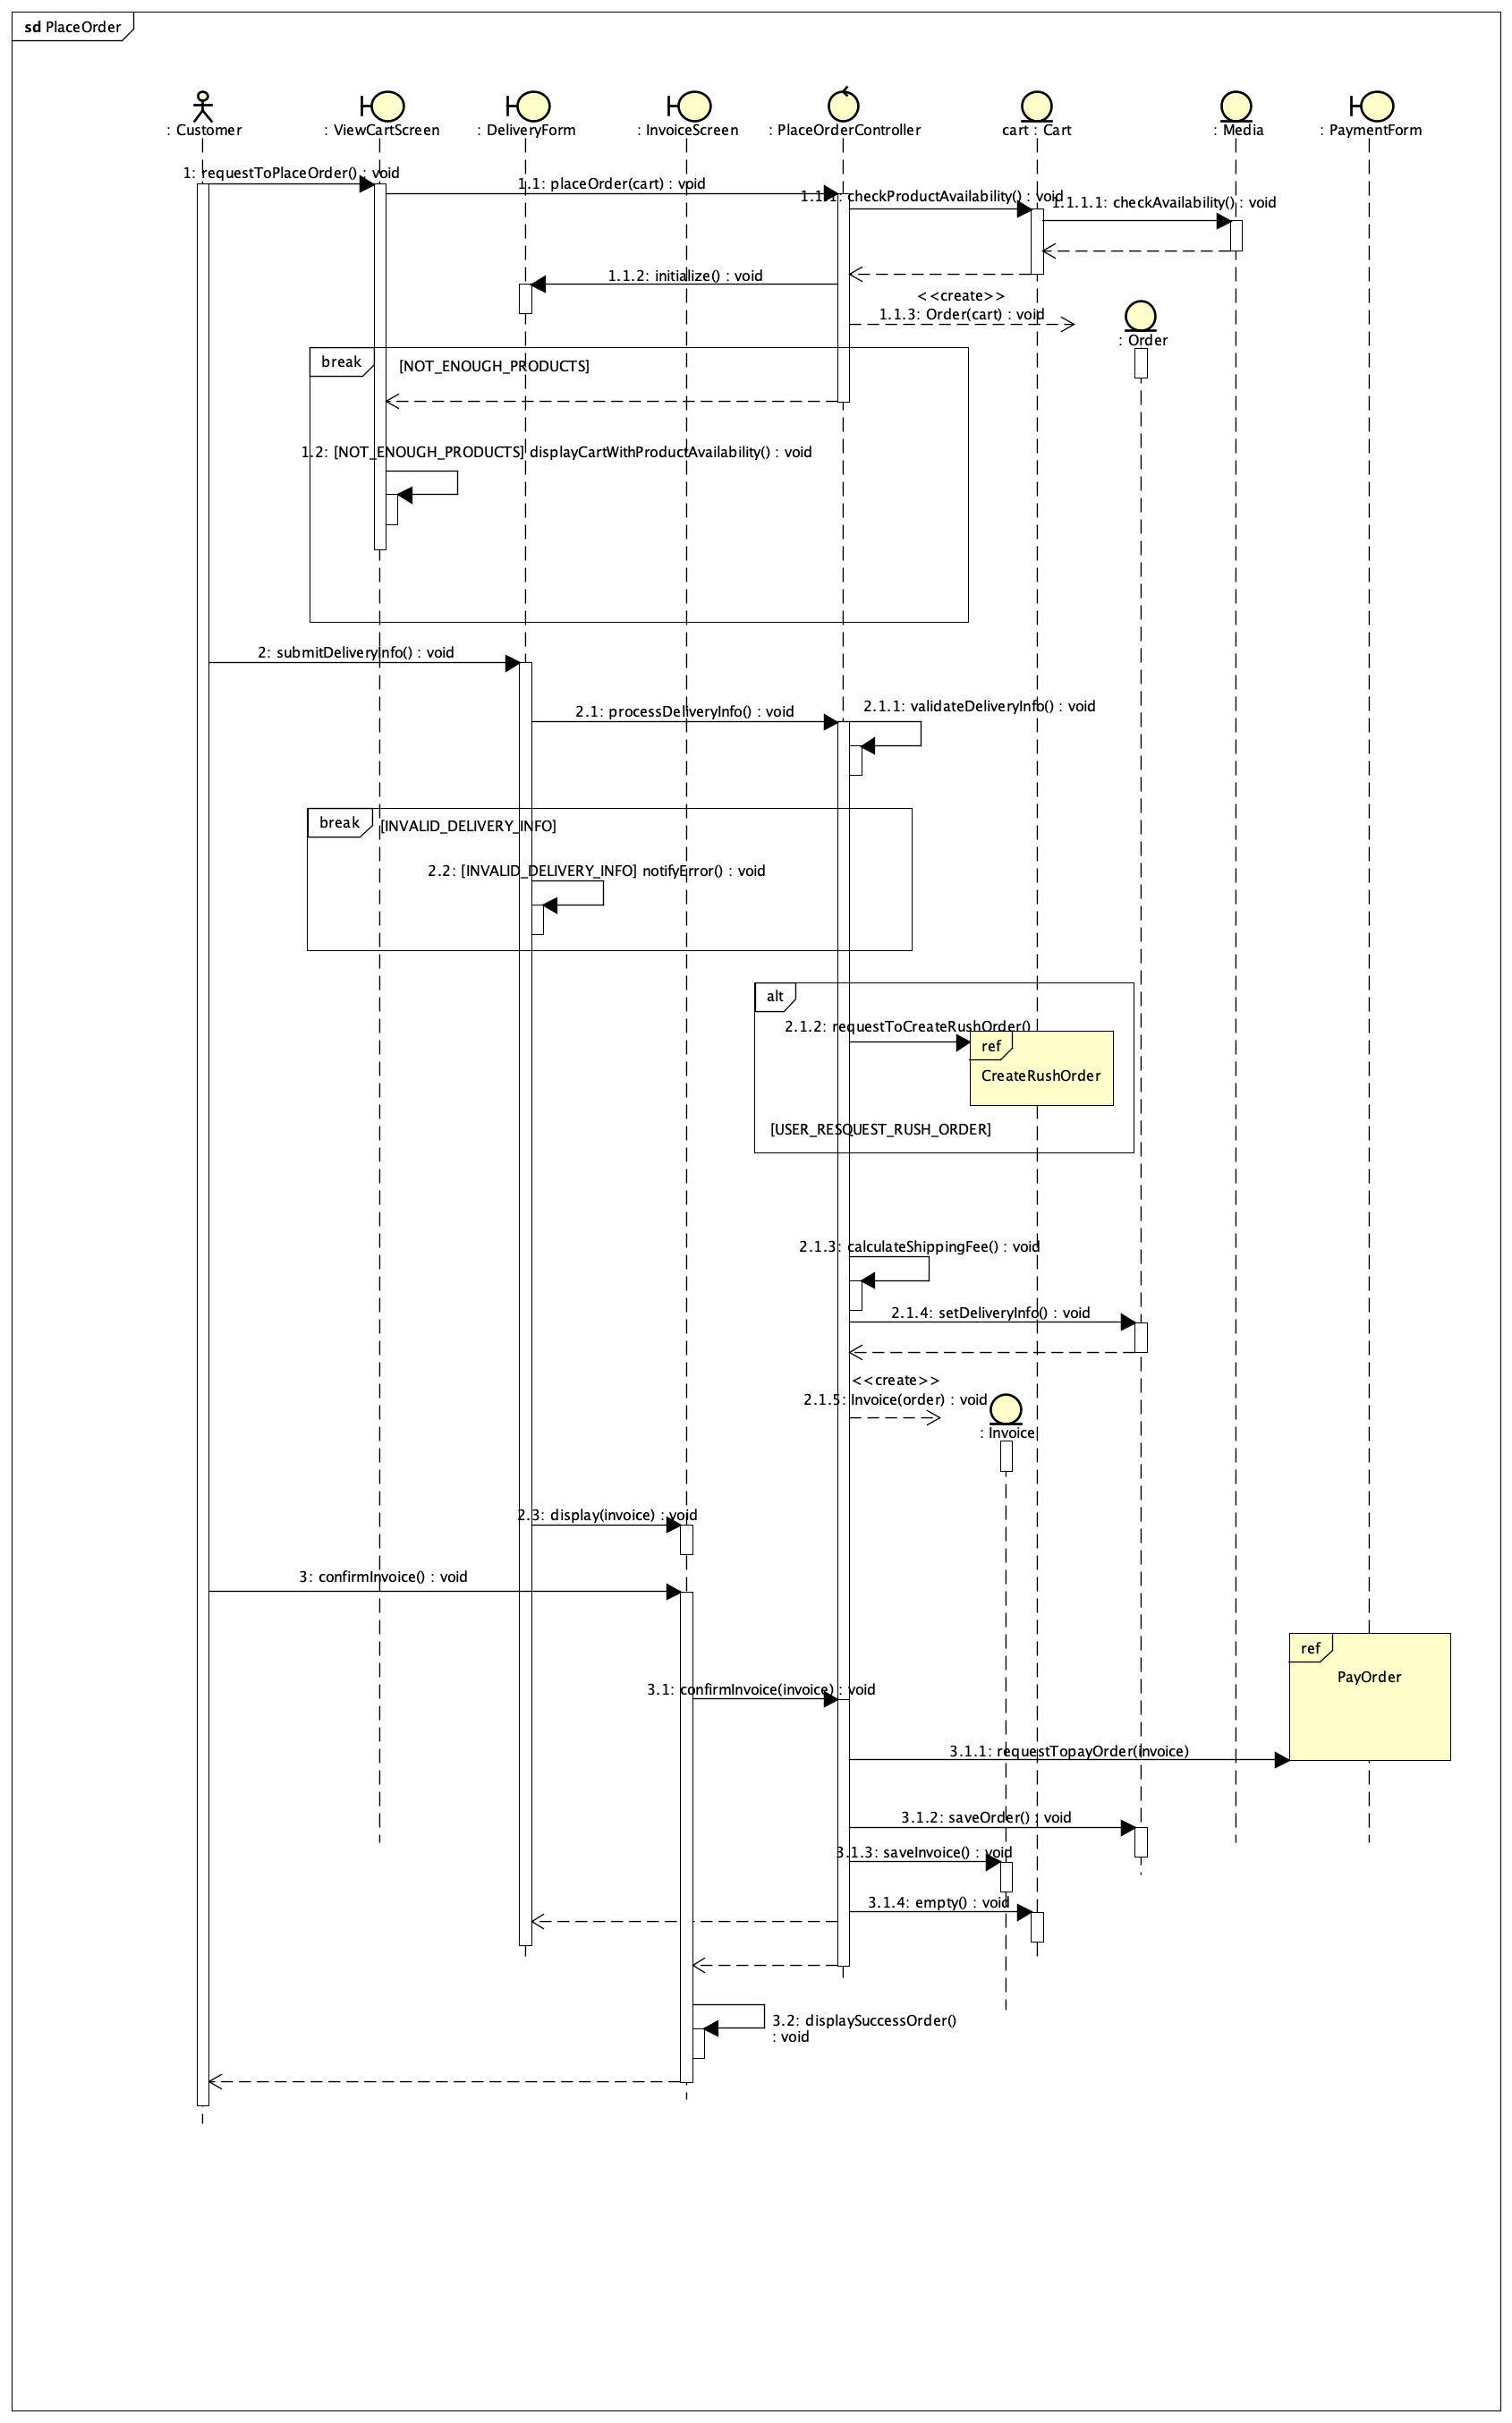 sd PlaceOrder
: Customer
: ViewCartScreen
: DeliveryForm
: InvoiceScreen
: PlaceOrderController
cart : Cart
: Media
: PaymentForm
1: requestToPlaceOrder() : void
1.1: placeOrder(cart) : void
1.1.1: checkProductAvailability() : void
1.1.1.1: checkAvailability() : void
1.1.2: initialize() : void
<<create>>
1.1.3: Order(cart) : void
: Order
break
[NOT_ENOUGH_PRODUCTS]
1.2: [NOT_ENOUGH_PRODUCTS] displayCartWithProductAvailability() : void
2: submitDeliveryInfo() : void
2.1: processDeliveryInfo() : void
2.1.1: validateDeliveryInfo() : void
break
[INVALID_DELIVERY_INFO]
2.2: [INVALID_DELIVERY_INFO] notifyError() : void
alt
2.1.2: requestToCreateRushOrder()
ref
CreateRushOrder
[USER_RESQUEST_RUSH_ORDER]
2.1.3: calculateShippingFee() : void
2.1.4: setDeliveryInfo() : void
<<create>>
2.1.5: Invoice(order) : void
: Invoice
2.3: display(invoice) : void
3: confirmInvoice() : void
ref
PayOrder
3.1: confirmInvoice(invoice) : void
3.1.1: requestTopayOrder(invoice)
3.1.2: saveOrder() : void
3.1.3: saveInvoice() : void
3.1.4: empty() : void
3.2: displaySuccessOrder()
: void